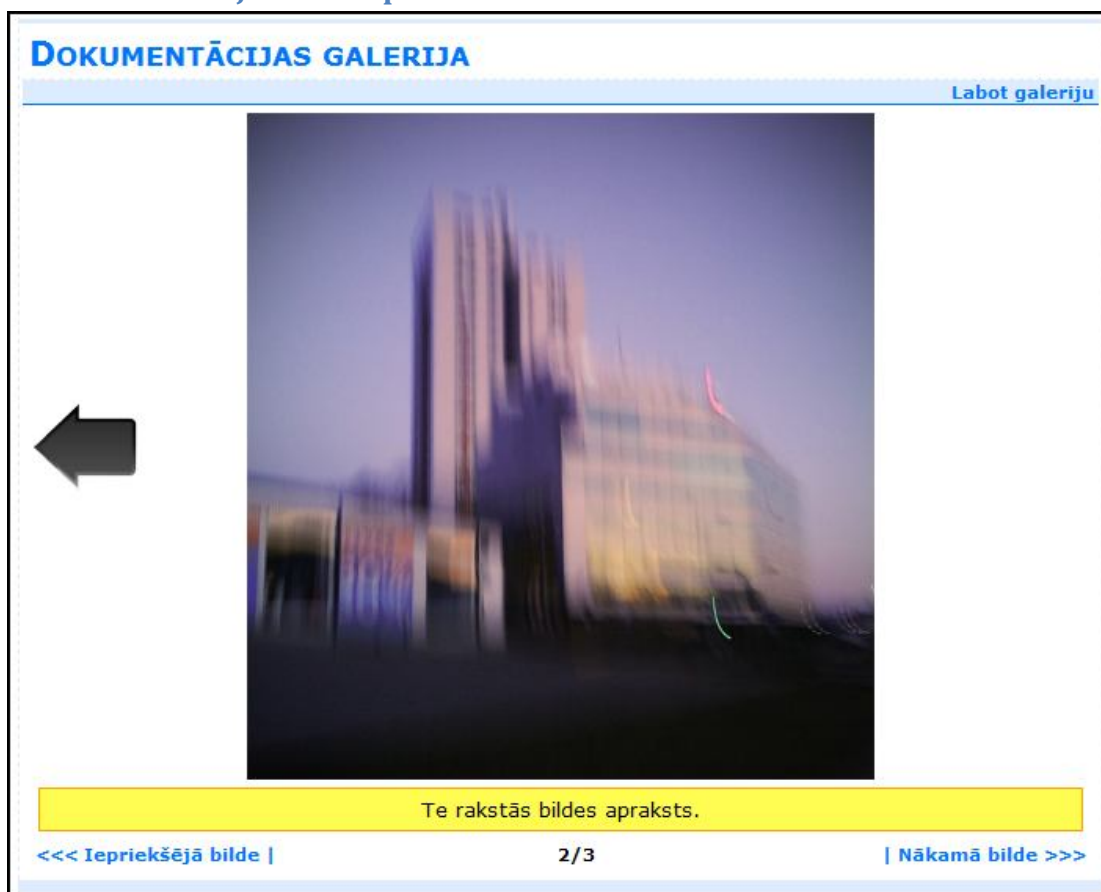 DOKUMENTĀCIJAS GALERIJA
Labot galeriju
Te rakstās bildes apraksts.
<<< Iepriekšējā bilde | 2/3 | Nākamā bilde >>>